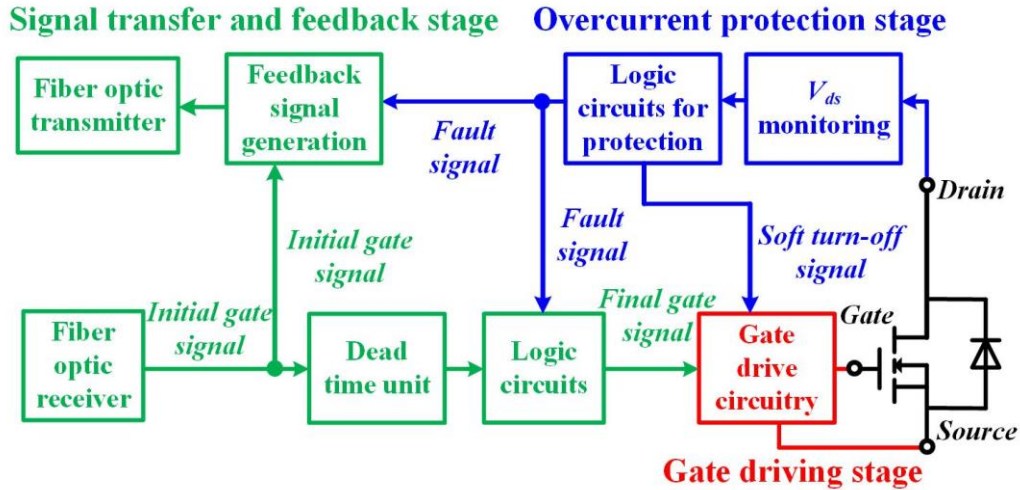 Signal transfer and feedback stage
Overcurrent protection stage
Fiber optic
transmitter
Feedback
signal
generation
Logic
circuits for
protection
V_ds
monitoring
Fault
signal
Drain
Initial gate
signal
Fault
signal
Soft turn-off
signal
Fiber
optic
receiver
Initial gate
signal
Dead
time unit
Logic
circuits
Final gate
signal
Gate
drive
circuitry
Gate
Source
Gate driving stage